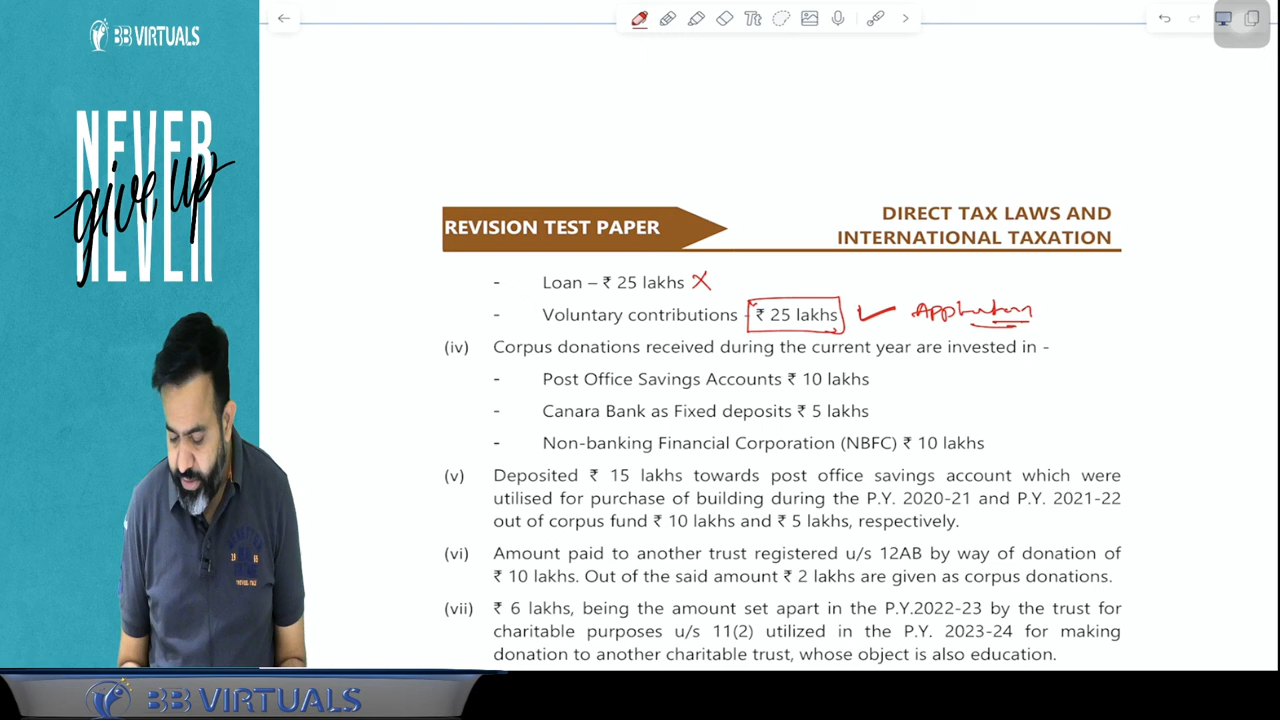 BB VIRTUALS
NEVER
give up
NEVER
REVISION TEST PAPER
DIRECT TAX LAWS AND
INTERNATIONAL TAXATION
- Loan – ₹ 25 lakhs X
- Voluntary contributions - ₹ 25 lakhs ✓ Application
(iv) Corpus donations received during the current year are invested in -
- Post Office Savings Accounts ₹ 10 lakhs
- Canara Bank as Fixed deposits ₹ 5 lakhs
- Non-banking Financial Corporation (NBFC) ₹ 10 lakhs
(v) Deposited ₹ 15 lakhs towards post office savings account which were
utilised for purchase of building during the P.Y. 2020-21 and P.Y. 2021-22
out of corpus fund ₹ 10 lakhs and ₹ 5 lakhs, respectively.
(vi) Amount paid to another trust registered u/s 12AB by way of donation of
₹ 10 lakhs. Out of the said amount ₹ 2 lakhs are given as corpus donations.
(vii) ₹ 6 lakhs, being the amount set apart in the P.Y.2022-23 by the trust for
charitable purposes u/s 11(2) utilized in the P.Y. 2023-24 for making
donation to another charitable trust, whose object is also education.
BB VIRTUALS